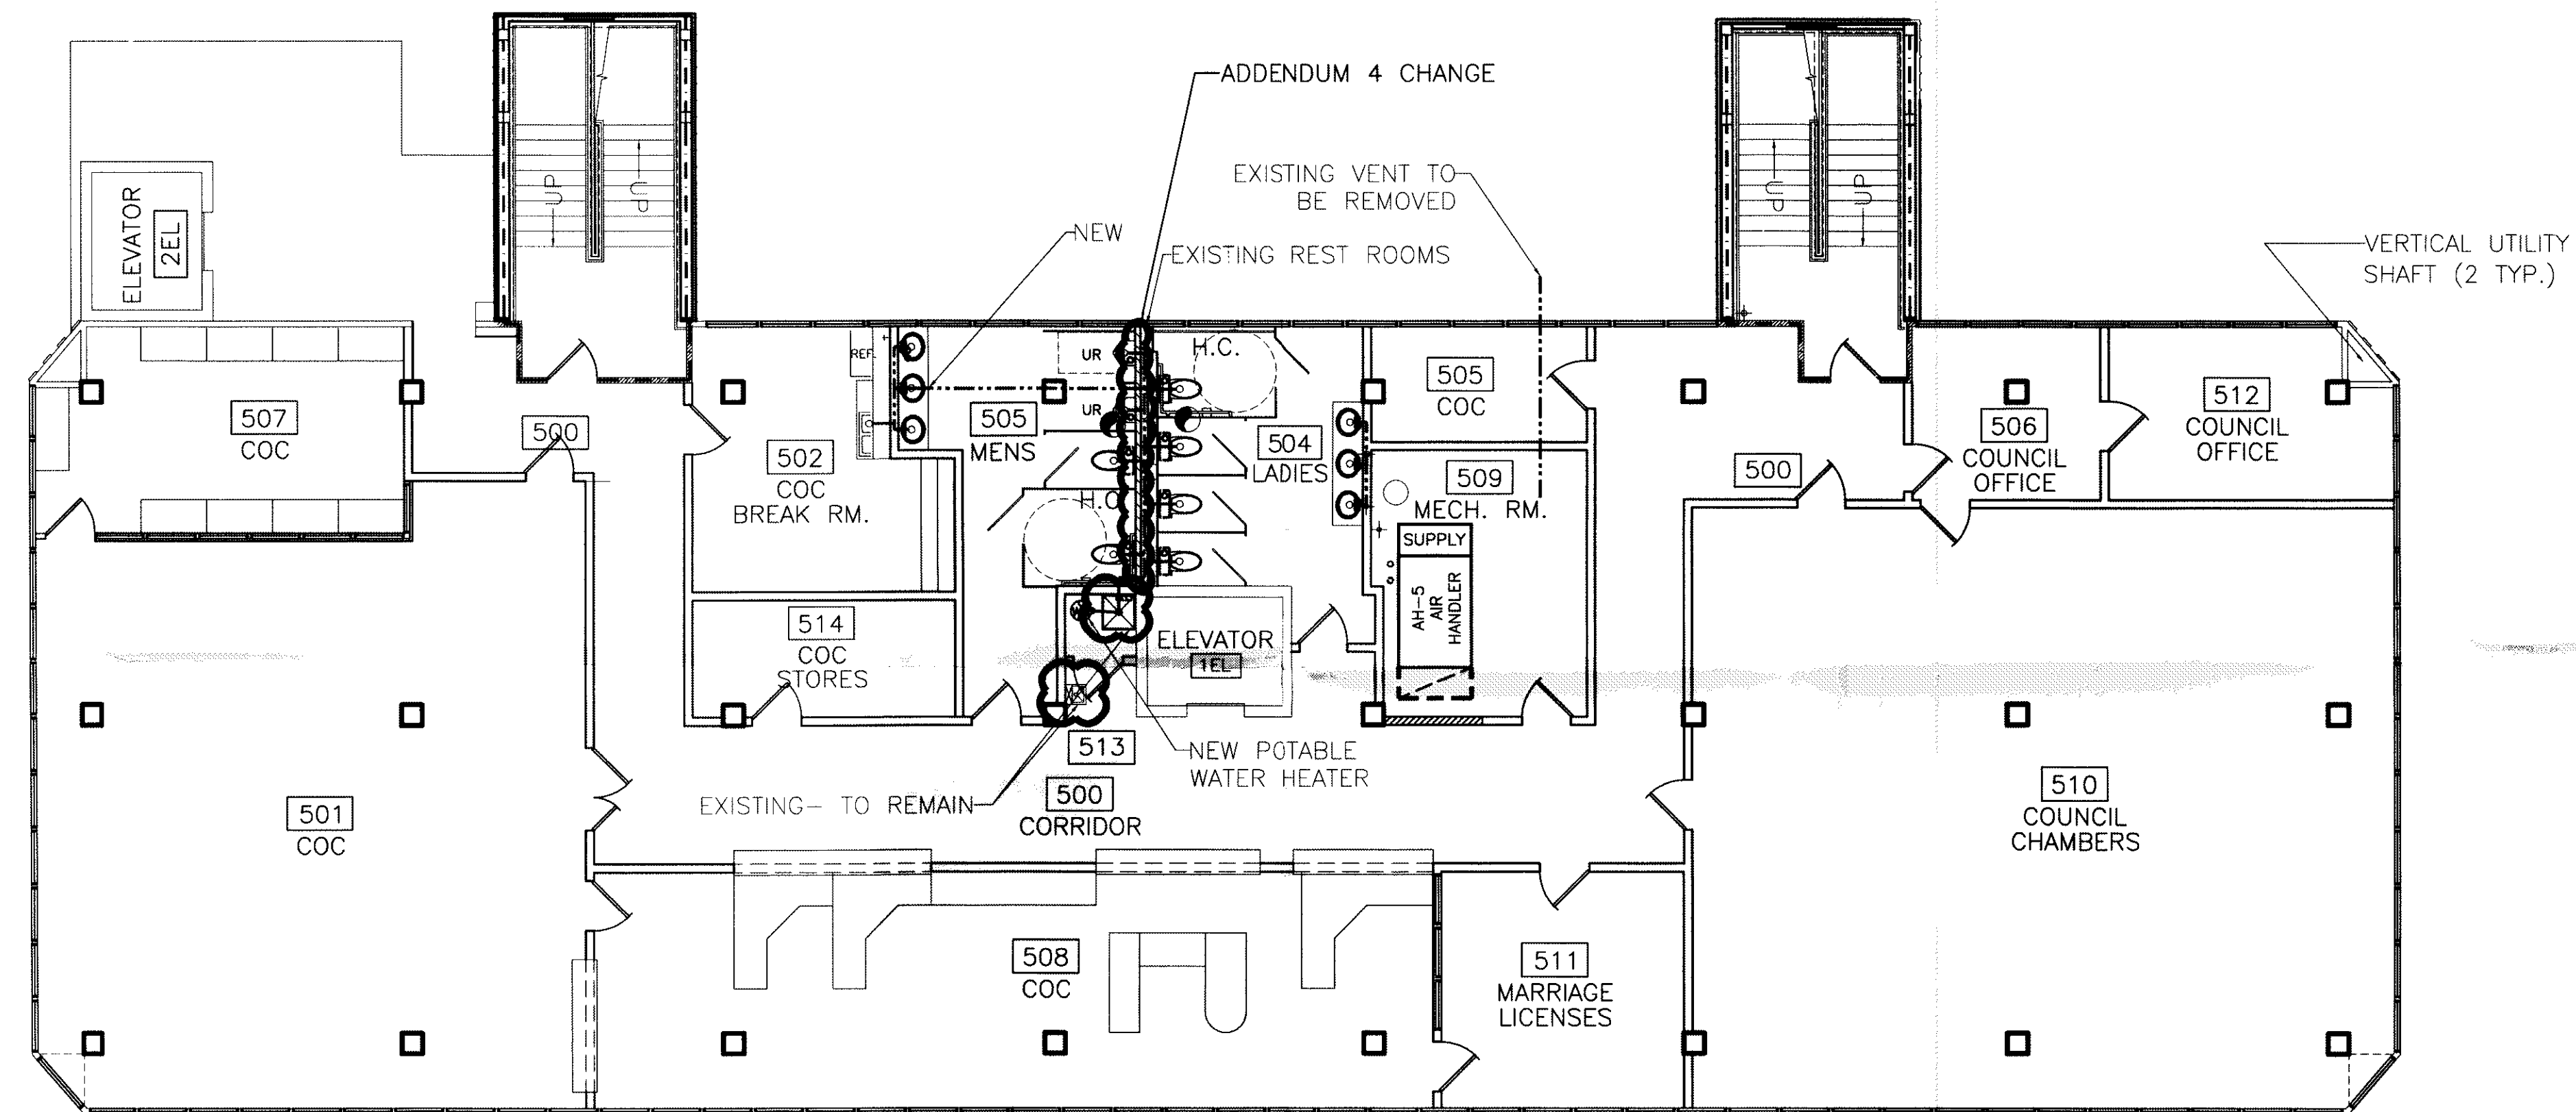 ADDENDUM 4 CHANGE
EXISTING VENT TO
BE REMOVED
NEW
EXISTING REST ROOMS
VERTICAL UTILITY
SHAFT (2 TYP.)
ELEVATOR
2EL
UP
UP
UP
UP
REF.
UR
UR
H.C.
H.C.
507
COC
500
502
COC
BREAK RM.
505
MENS
504
LADIES
505
COC
509
MECH. RM.
500
506
COUNCIL
OFFICE
512
COUNCIL
OFFICE
SUPPLY
AH-5
AIR
HANDLER
514
COC
STORES
ELEVATOR
1EL
513
NEW POTABLE
WATER HEATER
EXISTING- TO REMAIN
500
CORRIDOR
501
COC
510
COUNCIL
CHAMBERS
508
COC
511
MARRIAGE
LICENSES